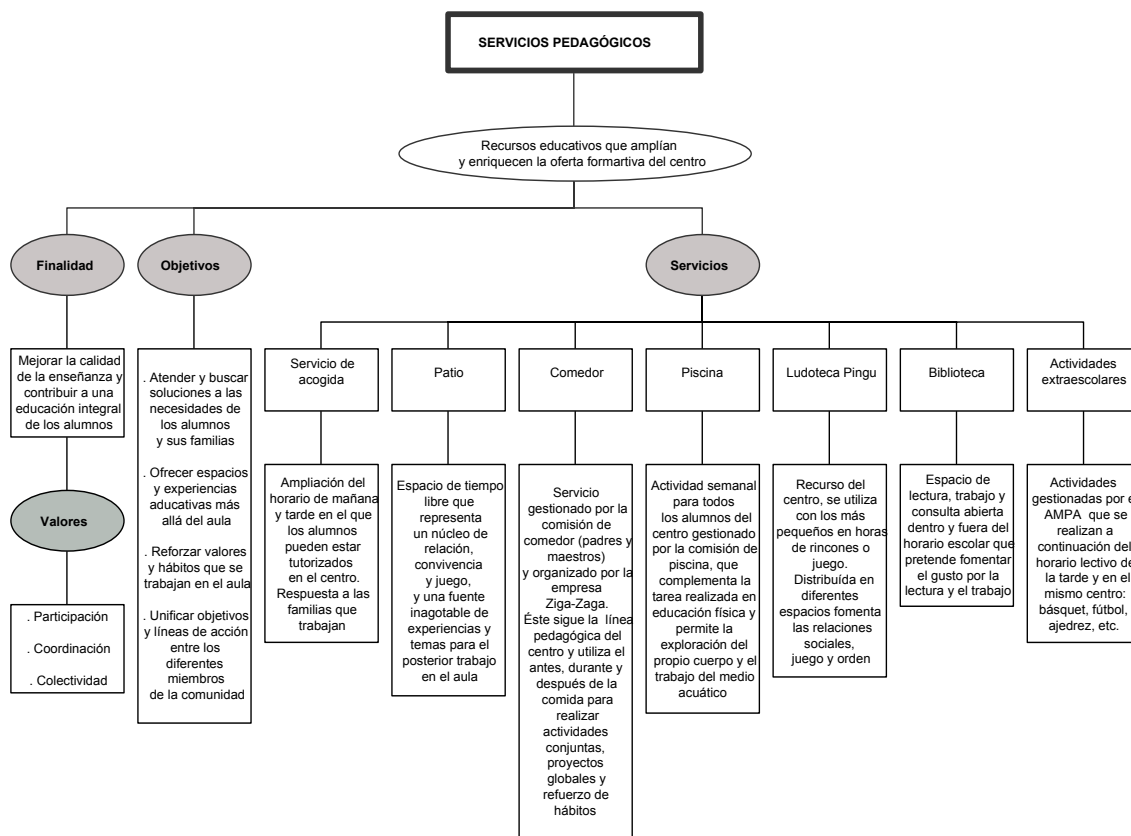 SERVICIOS PEDAGÓGICOS
Recursos educativos que amplían
y enriquecen la oferta formartiva del centro
Finalidad
Objetivos
Servicios
Mejorar la calidad
de la enseñanza y
contribuir a una
educación integral
de los alumnos
Valores
. Participación
. Coordinación
. Colectividad
. Atender y buscar
soluciones a las
necesidades de
los alumnos
y sus familias
. Ofrecer espacios
y experiencias
aducativas más
allá del aula
. Reforzar valores
y hábitos que se
trabajan en el aula
. Unificar objetivos
y líneas de acción
entre los
diferentes
miembros
de la comunidad
Servicio de
acogida
Ampliación del
horario de mañana
y tarde en el que
los alumnos
pueden estar
tutorizados
en el centro.
Respuesta a las
familias que
trabajan
Patio
Espacio de tiempo
libre que
representa
un núcleo de
relación,
convivencia
y juego,
y una fuente
inagotable de
experiencias y
temas para el
posterior trabajo
en el aula
Comedor
Servicio
gestionado por la
comisión de
comedor (padres y
maestros)
y organizado por la
empresa
Ziga-Zaga.
Éste sigue la línea
pedagógica del
centro y utiliza el
antes, durante y
después de la
comida para
realizar
actividades
conjuntas,
proyectos
globales y
refuerzo de
hábitos
Piscina
Actividad semanal
para todos
los alumnos del
centro gestionado
por la comisión de
piscina, que
complementa la
tarea realizada en
educación física y
permite la
exploración del
propio cuerpo y el
trabajo del medio
acuático
Ludoteca Pingu
Recurso del
centro, se utiliza
con los más
pequeños en horas
de rincones o
juego.
Distribuída en
diferentes
espacios fomenta
las relaciones
sociales,
juego y orden
Biblioteca
Espacio de
lectura, trabajo y
consulta abierta
dentro y fuera del
horario escolar que
pretende fomentar
el gusto por la
lectura y el trabajo
Actividades
extraescolares
Actividades
gestionadas por e
AMPA que se
realizan a
continuación del
horario lectivo de
la tarde y en el
mismo centro:
básquet, fútbol,
ajedrez, etc.